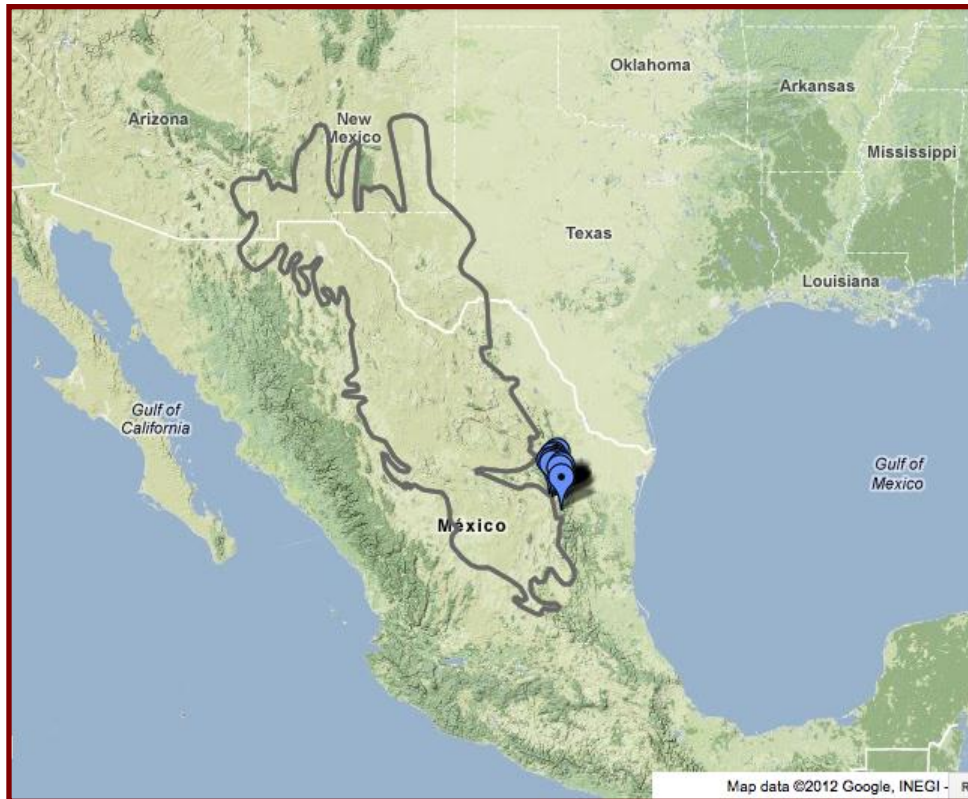 Oklahoma
Arkansas
Arizona
New
Mexico
Mississippi
Texas
Louisiana
Gulf of
California
Gulf of
Mexico
México
Map data ©2012 Google, INEGI -
R